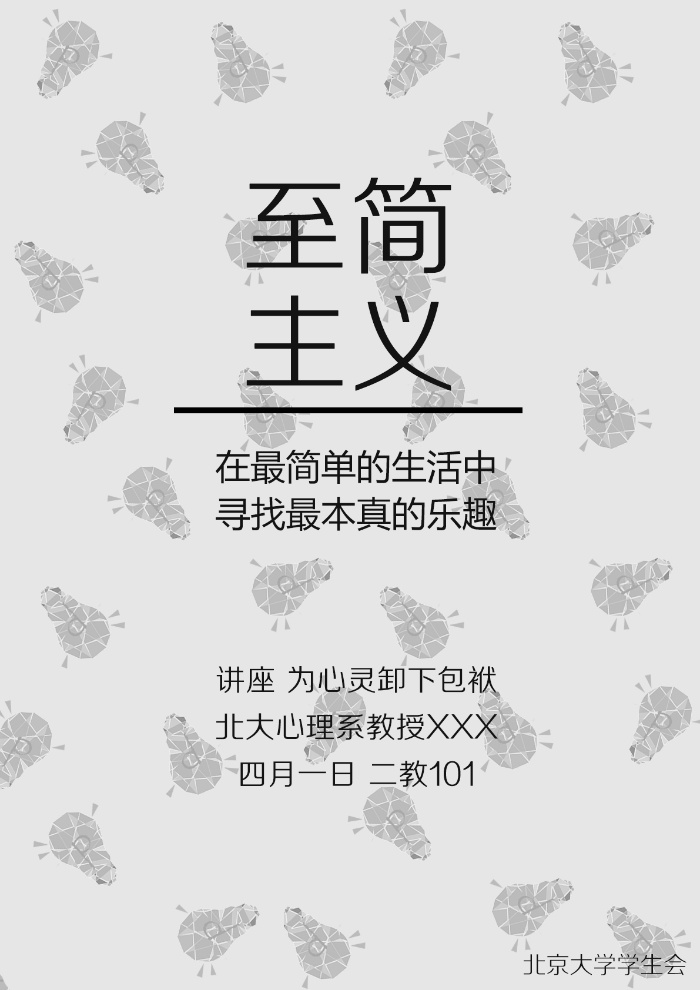 至简
主义
在最简单的生活中
寻找最本真的乐趣
讲座 为心灵卸下包袱
北大心理系教授XXX
四月一日 二教101
北京大学学生会